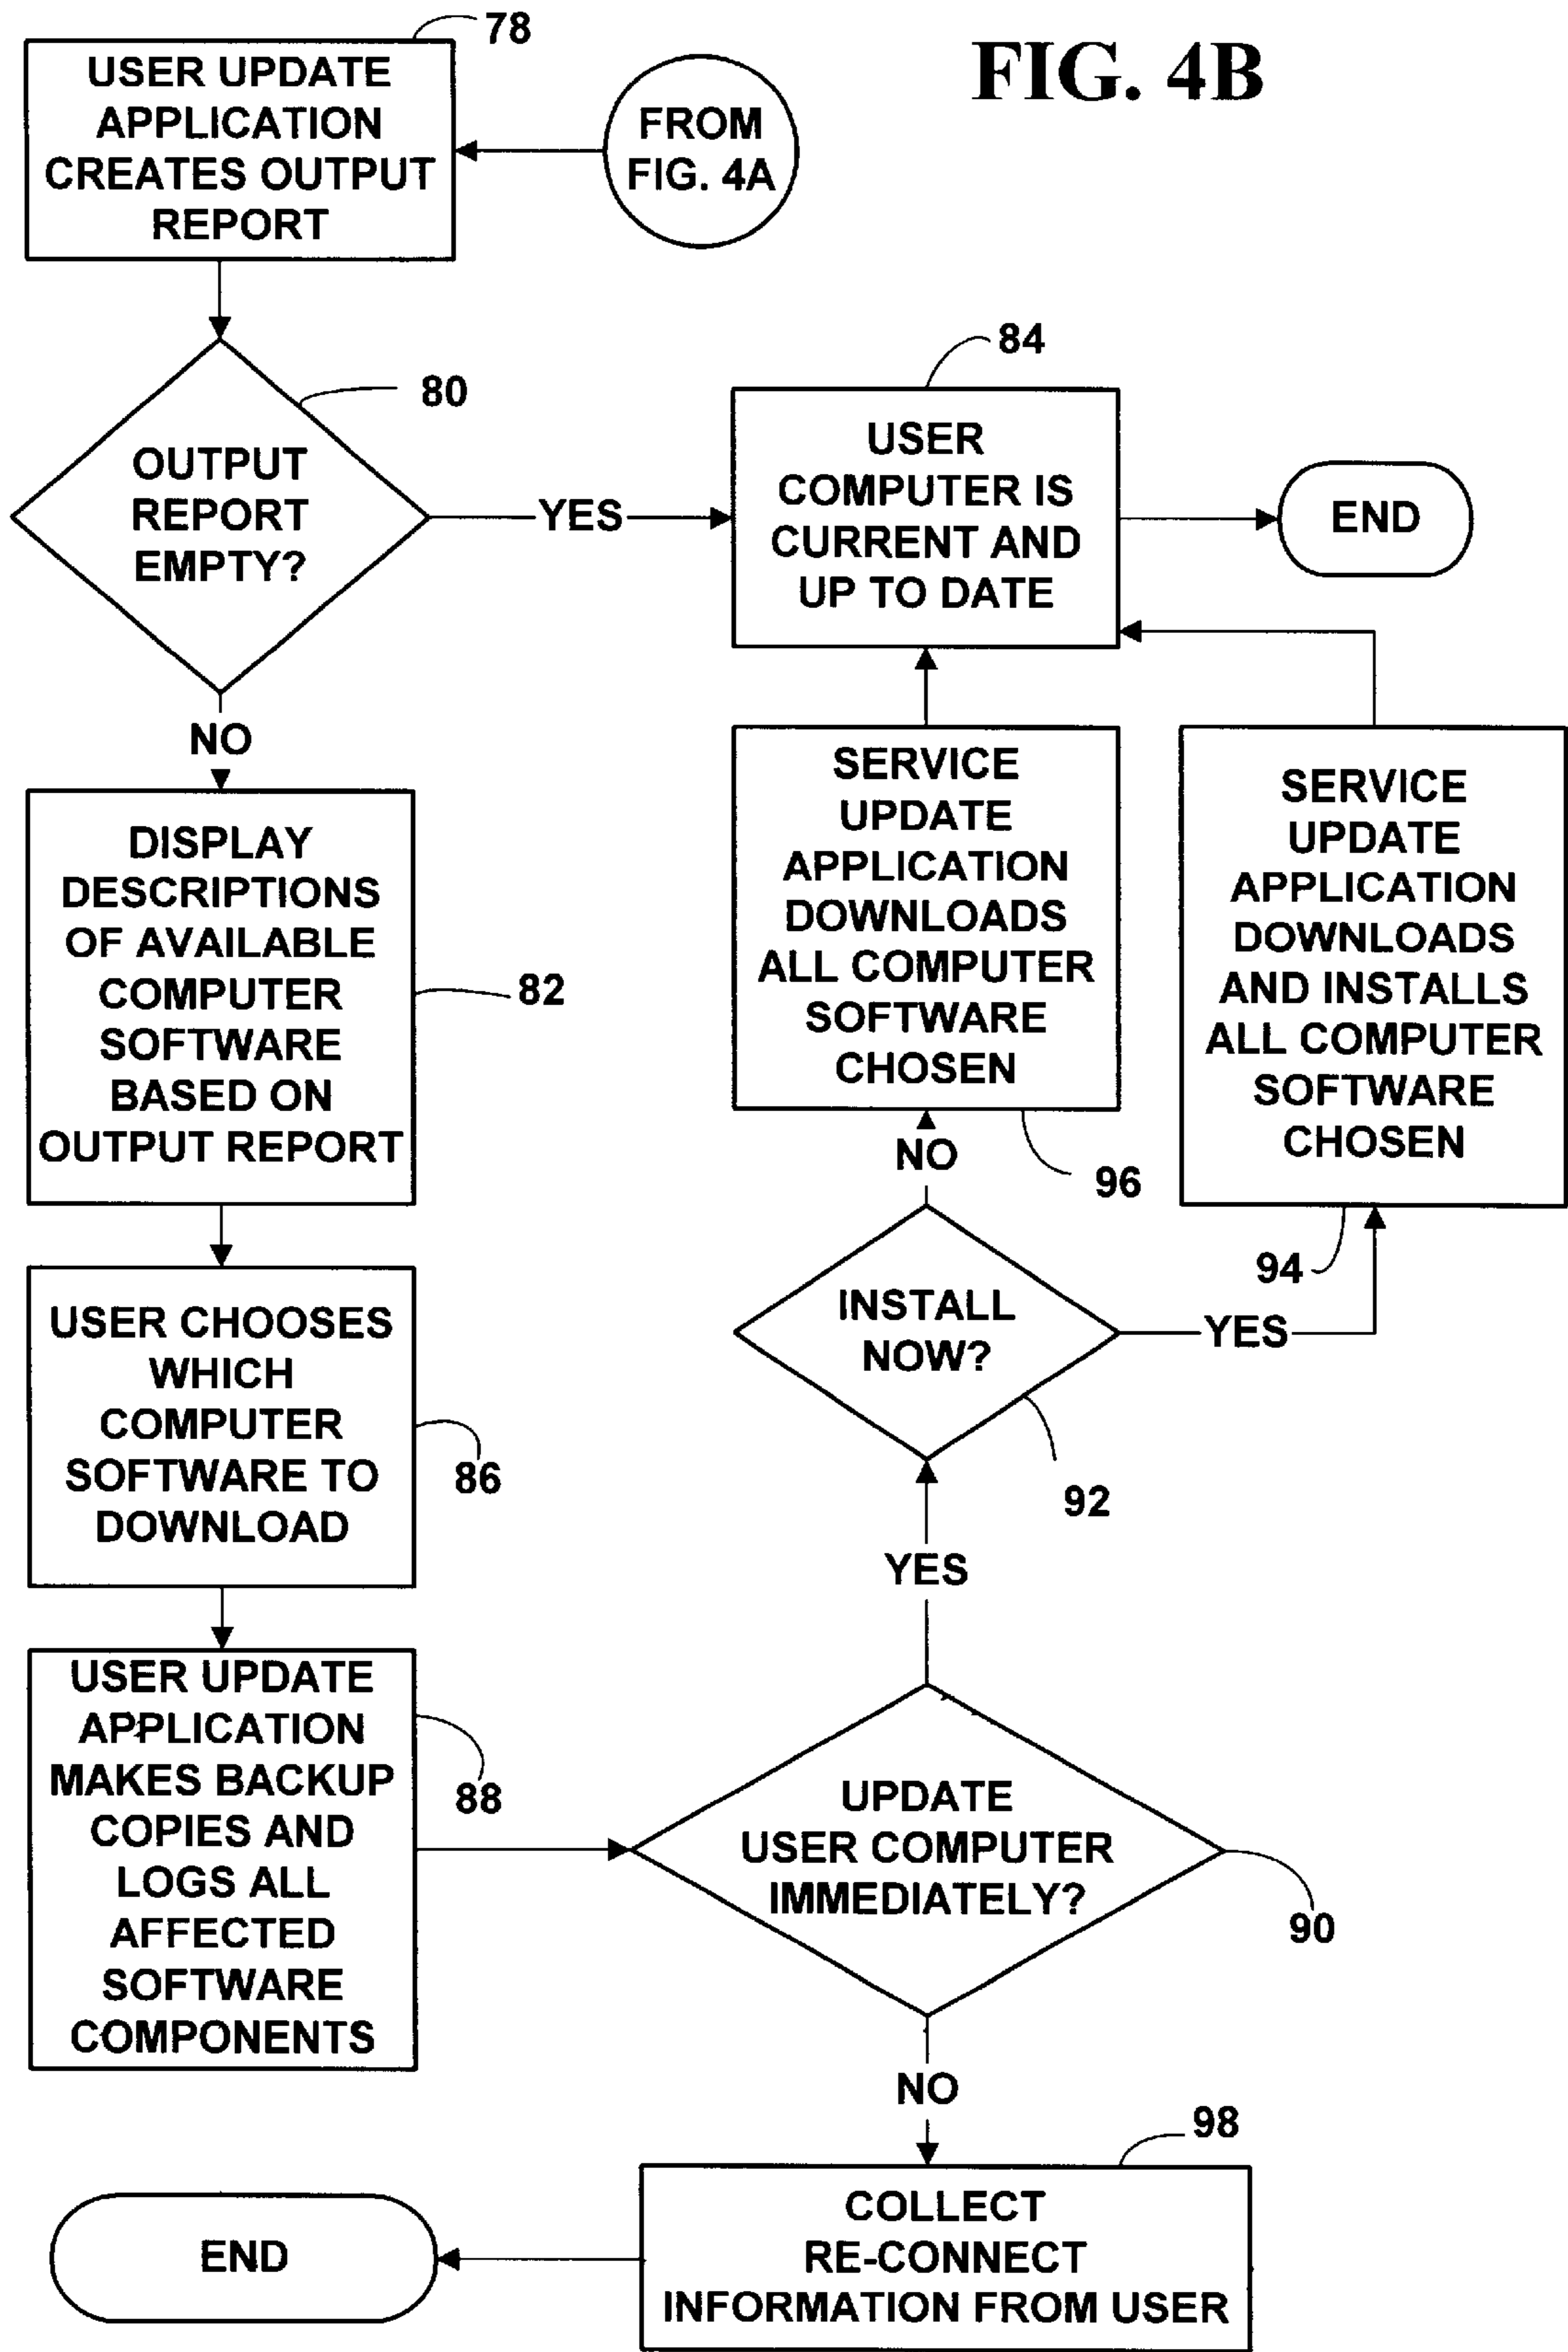 FIG. 4B
78
USER UPDATE
APPLICATION
CREATES OUTPUT
REPORT
FROM
FIG. 4A
80
OUTPUT
REPORT
EMPTY?
YES
84
USER
COMPUTER IS
CURRENT AND
UP TO DATE
END
NO
DISPLAY
DESCRIPTIONS
OF AVAILABLE
COMPUTER
SOFTWARE
BASED ON
OUTPUT REPORT
82
SERVICE
UPDATE
APPLICATION
DOWNLOADS
ALL COMPUTER
SOFTWARE
CHOSEN
96
SERVICE
UPDATE
APPLICATION
DOWNLOADS
AND INSTALLS
ALL COMPUTER
SOFTWARE
CHOSEN
94
NO
INSTALL
NOW?
YES
92
USER CHOOSES
WHICH
COMPUTER
SOFTWARE TO
DOWNLOAD
86
YES
USER UPDATE
APPLICATION
MAKES BACKUP
COPIES AND
LOGS ALL
AFFECTED
SOFTWARE
COMPONENTS
88
UPDATE
USER COMPUTER
IMMEDIATELY?
90
NO
98
COLLECT
RE-CONNECT
INFORMATION FROM USER
END